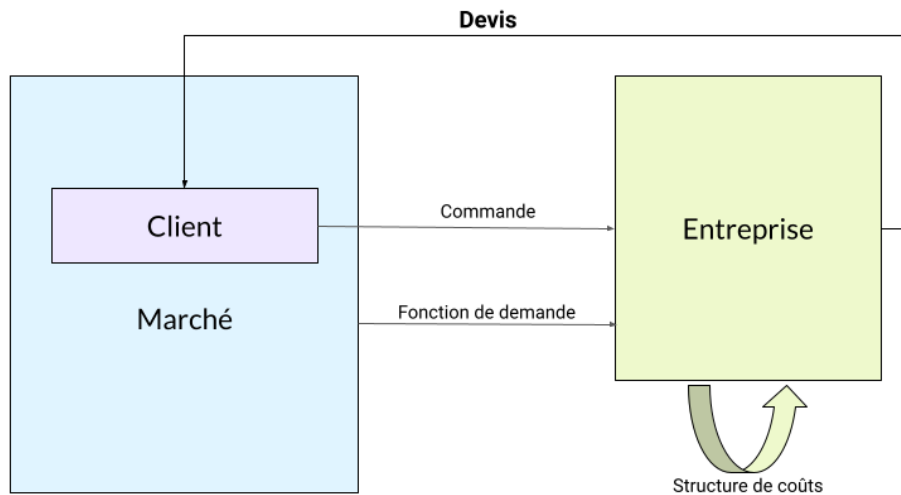 Devis
Client
Commande
Entreprise
Marché
Fonction de demande
Structure de coûts